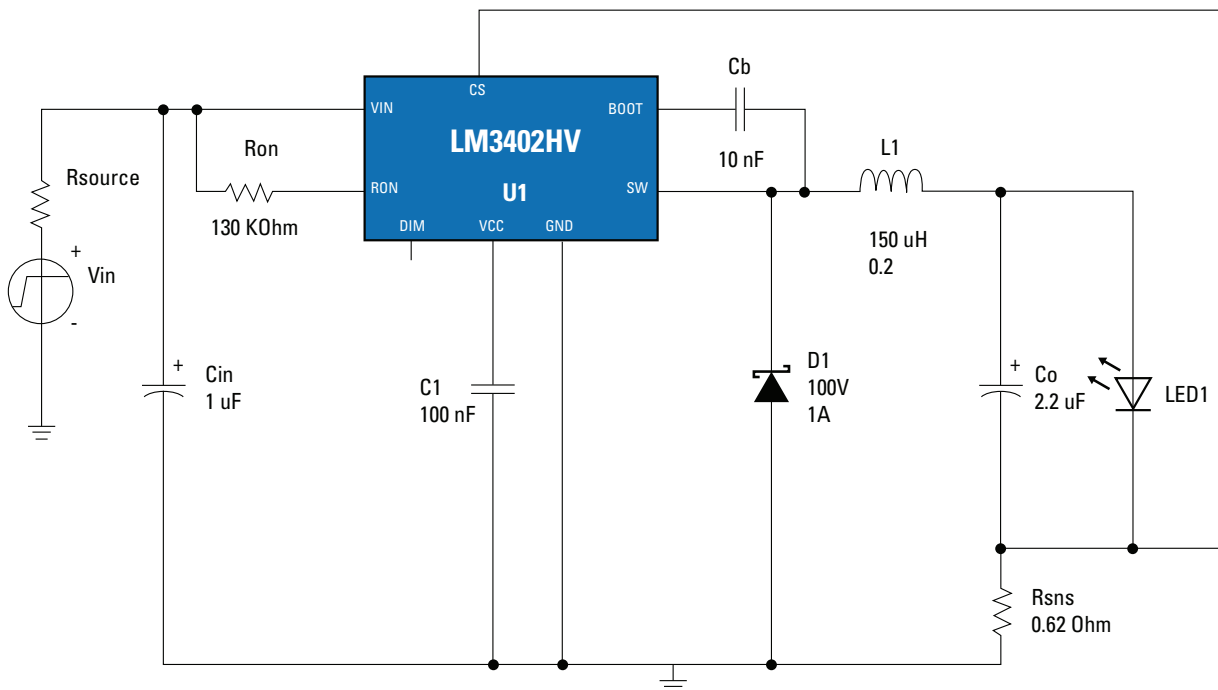 CS
VIN
BOOT
LM3402HV
Cb
10 nF
Ron
130 KOhm
RON
U1
SW
DIM
VCC
GND
L1
150 uH
0.2
Rsource
+
Vin
-
+
Cin
1 uF
C1
100 nF
D1
100V
1A
+
Co
2.2 uF
LED1
Rsns
0.62 Ohm